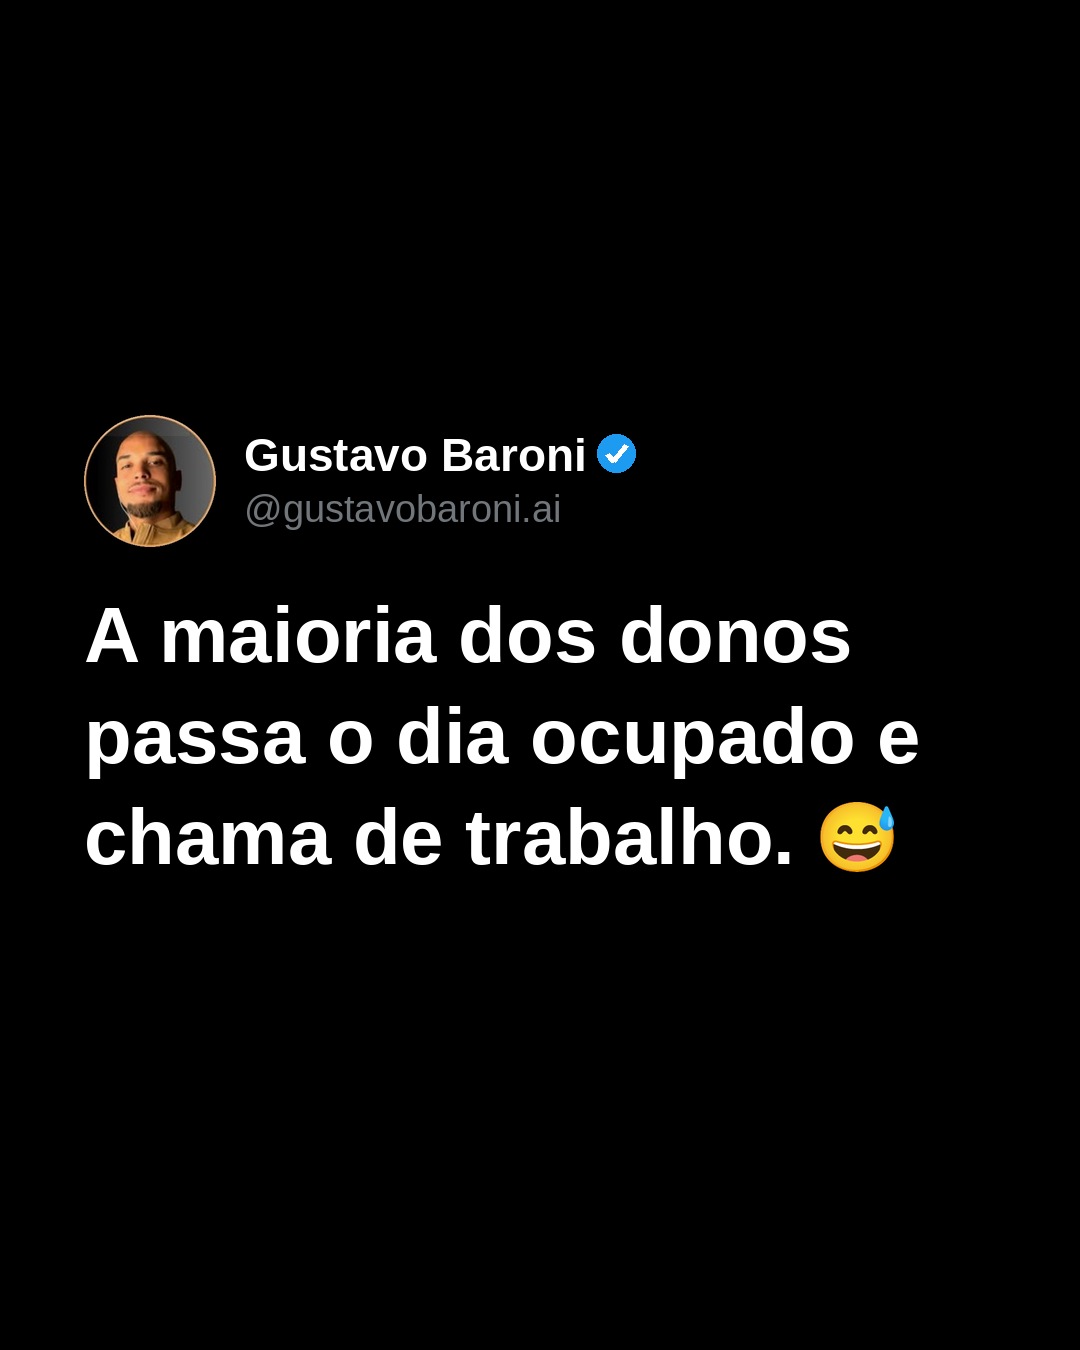 Gustavo Baroni
@gustavobaroni.ai
A maioria dos donos
passa o dia ocupado e
chama de trabalho. 😅